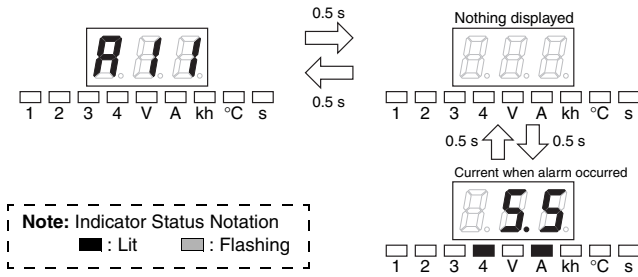 0.5 s
Nothing displayed
A11
0.5 s
1 2 3 4 V A kh °C s
1 2 3 4 V A kh °C s
0.5 s 0.5 s
Current when alarm occurred
5.5
Note: Indicator Status Notation
: Lit : Flashing
1 2 3 4 V A kh °C s